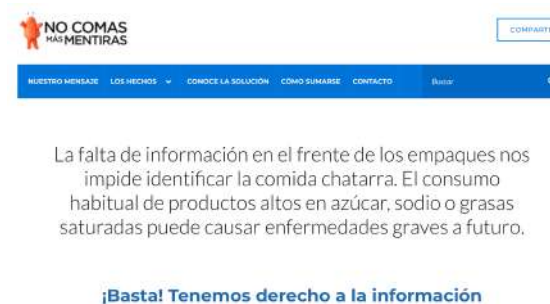 NO COMAS
MÁS MENTIRAS
COMPARTI
NUESTRO MENSAJE LOS HECHOS CONOCE LA SOLUCIÓN CÓMO SUMARSE CONTACTO Buscar
La falta de información en el frente de los empaques nos
impide identificar la comida chatarra. El consumo
habitual de productos altos en azúcar, sodio o grasas
saturadas puede causar enfermedades graves a futuro.
¡Basta! Tenemos derecho a la información